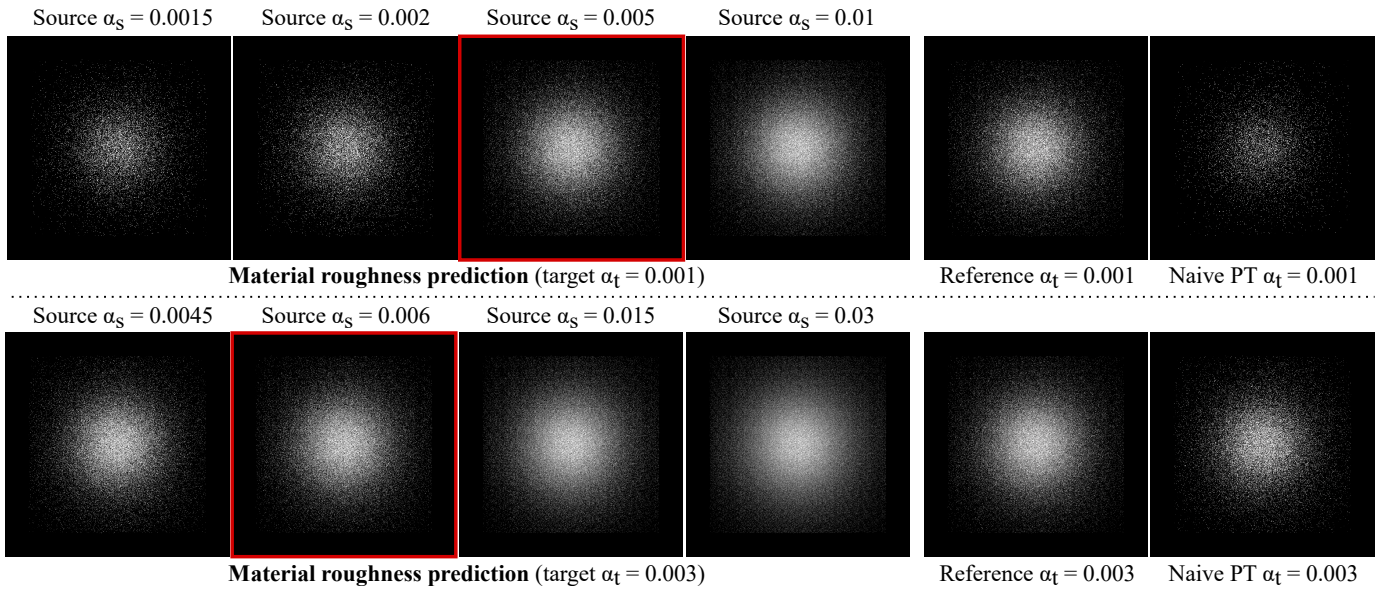 Source αs = 0.0015 Source αs = 0.002 Source αs = 0.005 Source αs = 0.01
Material roughness prediction (target αt = 0.001) Reference αt = 0.001 Naive PT αt = 0.001
Source αs = 0.0045 Source αs = 0.006 Source αs = 0.015 Source αs = 0.03
Material roughness prediction (target αt = 0.003) Reference αt = 0.003 Naive PT αt = 0.003